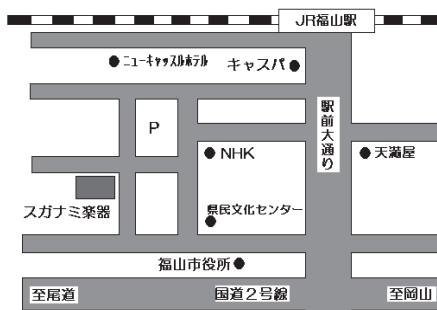 JR福山駅
ニューキャッスルホテル
キャスパ
駅前大通り
P
NHK
天満屋
スガナミ楽器
県民文化センター
福山市役所
至尾道
国道2号線
至岡山